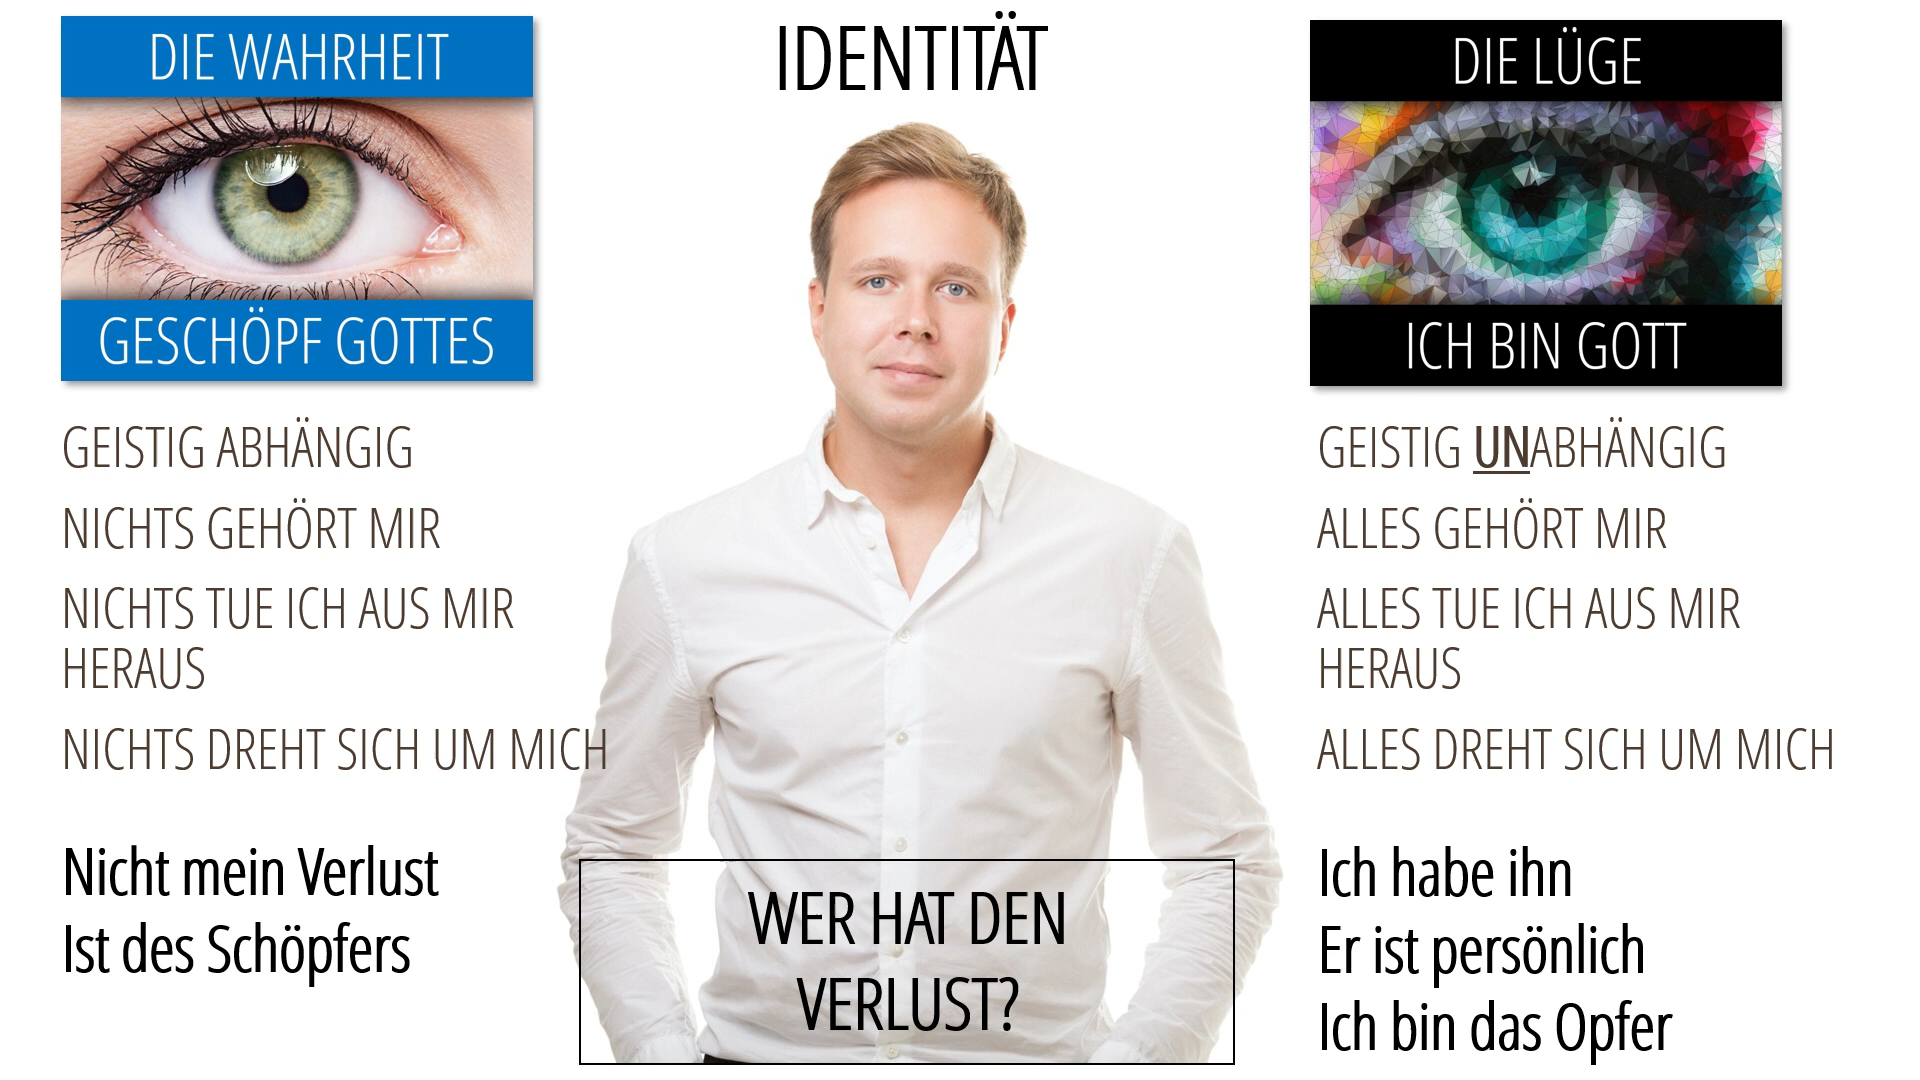 IDENTITÄT
DIE WAHRHEIT
GESCHÖPF GOTTES
GEISTIG ABHÄNGIG
NICHTS GEHÖRT MIR
NICHTS TUE ICH AUS MIR
HERAUS
NICHTS DREHT SICH UM MICH
Nicht mein Verlust
Ist des Schöpfers
WER HAT DEN
VERLUST?
DIE LÜGE
ICH BIN GOTT
GEISTIG UNABHÄNGIG
ALLES GEHÖRT MIR
ALLES TUE ICH AUS MIR
HERAUS
ALLES DREHT SICH UM MICH
Ich habe ihn
Er ist persönlich
Ich bin das Opfer